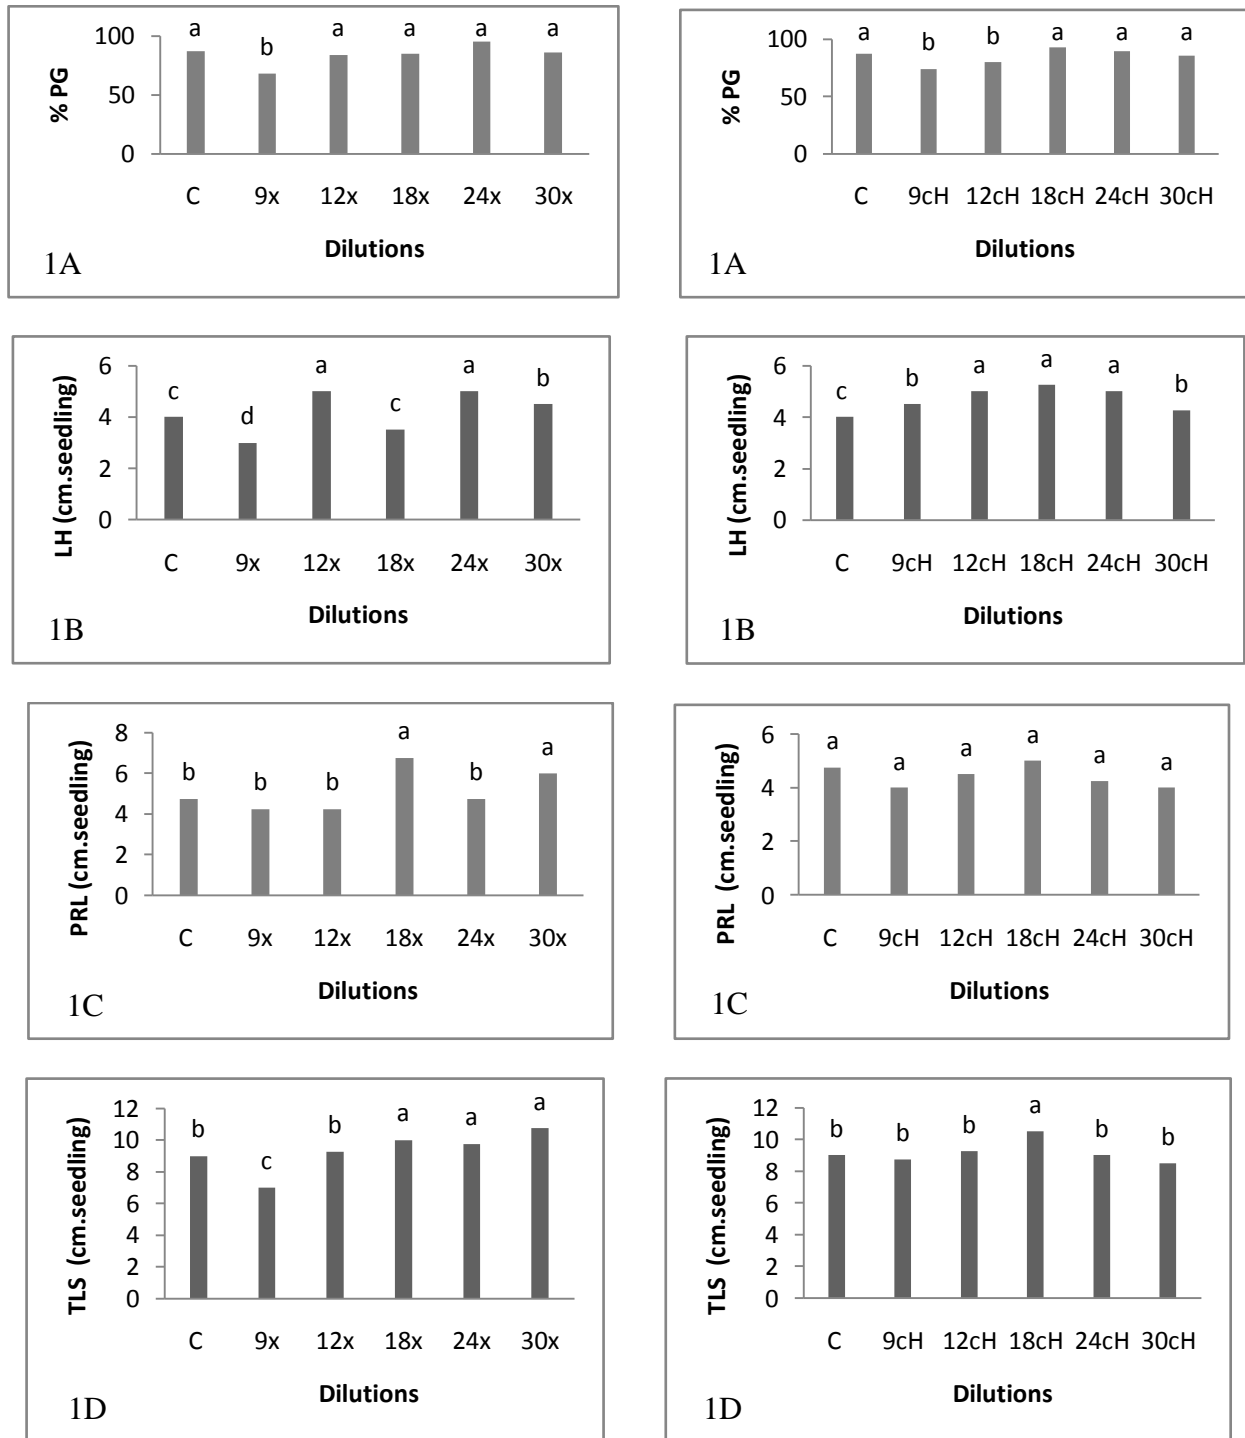 a b a a a a
100
50
0
% PG
C 9x 12x 18x 24x 30x
Dilutions
1A
a b b a a a
100
50
0
% PG
C 9cH 12cH 18cH 24cH 30cH
Dilutions
1A
c d a c a b
6
4
2
0
LH (cm.seedling)
C 9x 12x 18x 24x 30x
Dilutions
1B
c b a a a b
6
4
2
0
LH (cm.seedling)
C 9cH 12cH 18cH 24cH 30cH
Dilutions
1B
b b b a b a
8
6
4
2
0
PRL (cm.seedling)
C 9x 12x 18x 24x 30x
Dilutions
1C
a a a a a a
6
4
2
0
PRL (cm.seedling)
C 9cH 12cH 18cH 24cH 30cH
Dilutions
1C
b c b a a a
12
10
8
6
4
2
0
TLS (cm.seedling)
C 9x 12x 18x 24x 30x
Dilutions
1D
b b b a b b
12
10
8
6
4
2
0
TLS (cm.seedling)
C 9cH 12cH 18cH 24cH 30cH
Dilutions
1D